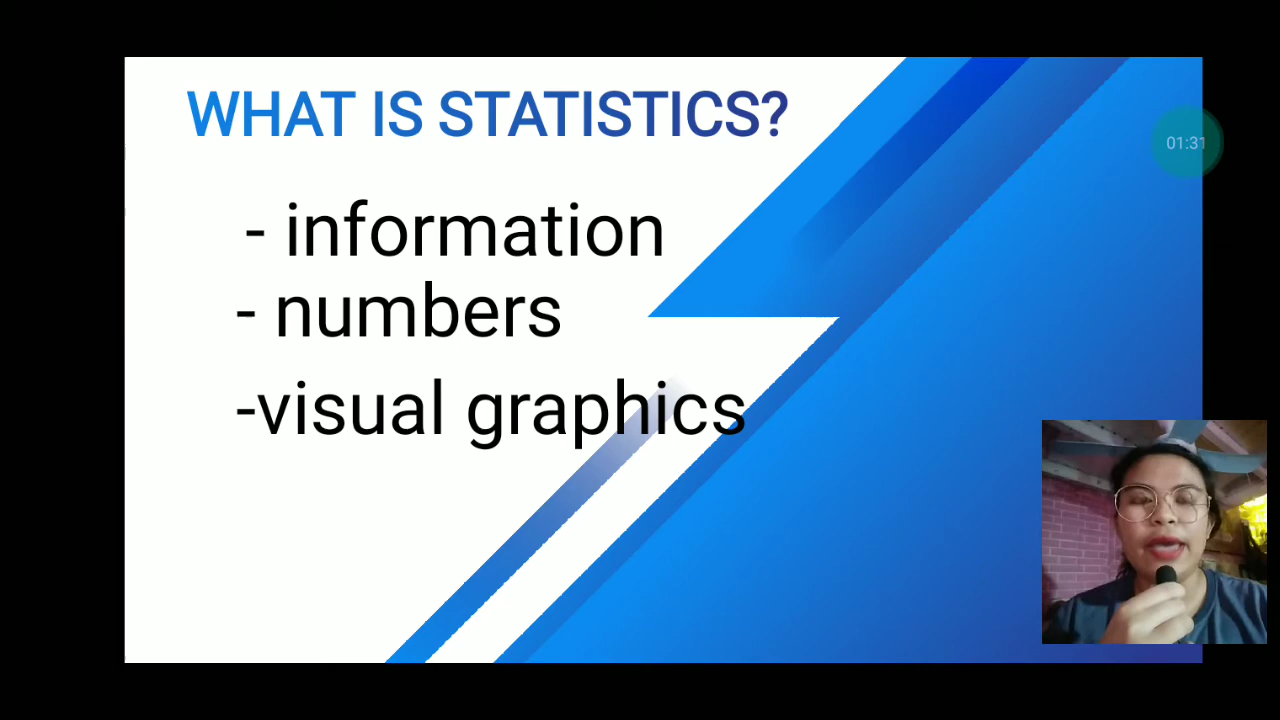 WHAT IS STATISTICS?
01:31
- information
- numbers
-visual graphics